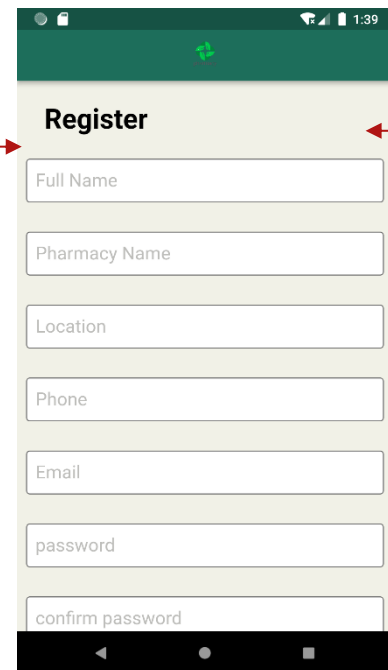 1:39
Register
Full Name
Pharmacy Name
Location
Phone
Email
password
confirm password